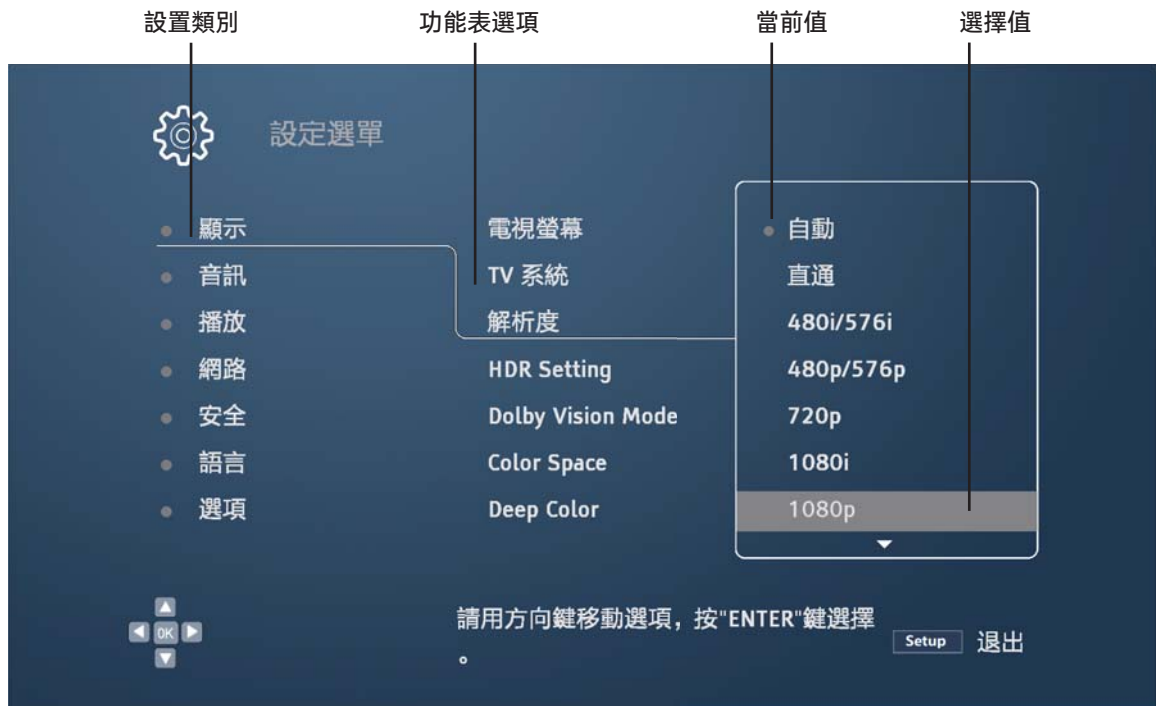 設置類別 功能表選項 當前值 選擇值
設定選單
顯示 電視螢幕 自動
音訊 TV 系統 直通
播放 解析度 480i/576i
網路 HDR Setting 480p/576p
安全 Dolby Vision Mode 720p
語言 Color Space 1080i
選項 Deep Color 1080p
OK 請用方向鍵移動選項，按"ENTER"鍵選擇
。
Setup 退出